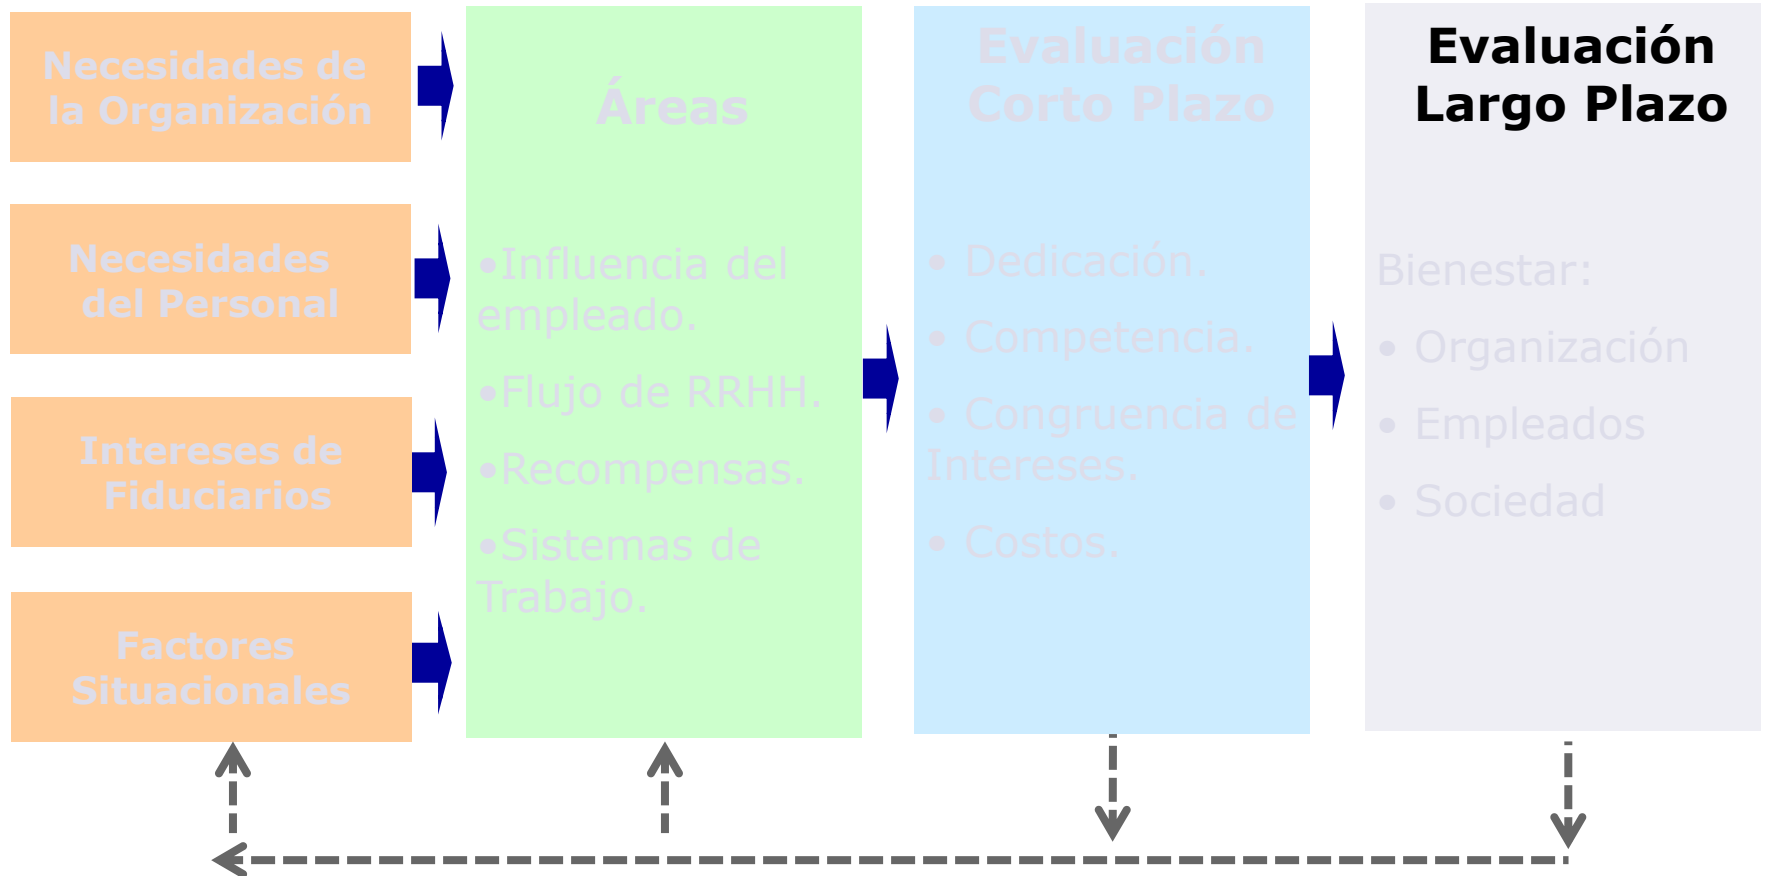 Necesidades de
la Organización
Necesidades
del Personal
Intereses de
Fiduciarios
Factores
Situacionales
Áreas
•Influencia del
empleado.
•Flujo de RRHH.
•Recompensas.
•Sistemas de
Trabajo.
Evaluación
Corto Plazo
• Dedicación.
• Competencia.
• Congruencia de
Intereses.
• Costos.
Evaluación
Largo Plazo
Bienestar:
• Organización
• Empleados
• Sociedad